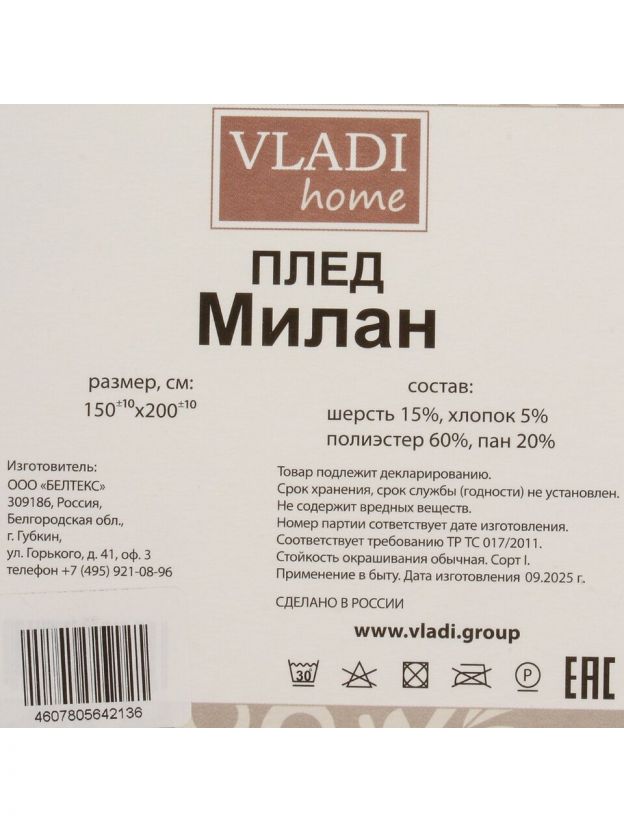 VLADI
home
ПЛЕД
Милан
размер, см:
150±10х200±10
состав:
шерсть 15%, хлопок 5%
полиэстер 60%, пан 20%
Изготовитель:
ООО «БЕЛТЕКС»
309186, Россия,
Белгородская обл.,
г. Губкин,
ул. Горького, д. 41, оф. 3
телефон +7 (495) 921-08-96
Товар подлежит декларированию.
Срок хранения, срок службы (годности) не установлен.
Не содержит вредных веществ.
Номер партии сответствует дате изготовления.
Соответствует требованию ТР ТС 017/2011.
Стойкость окрашивания обычная. Сорт I.
Применение в быту. Дата изготовления 09.2025 г.
СДЕЛАНО В РОССИИ
www.vladi.group
30°
P
EAC
4607805642136